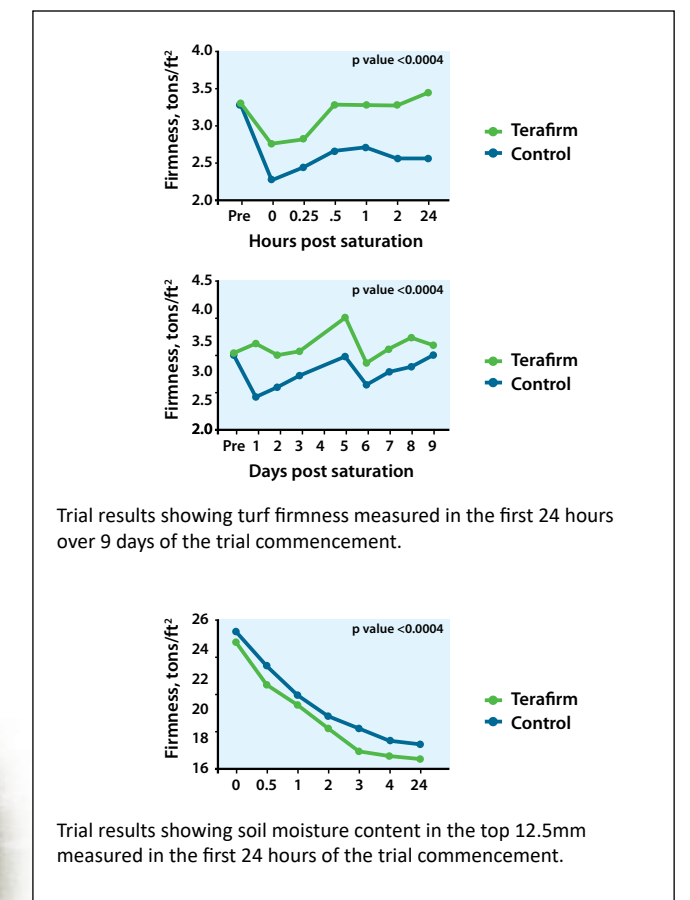 4.0
3.5
3.0
2.5
2.0
Firmness, tons/ft²
p value <0.0004
Pre 0 0.25 .5 1 2 24
Hours post saturation
Terafirm
Control
4.5
4.0
3.5
3.0
2.5
2.0
Firmness, tons/ft²
p value <0.0004
Pre 1 2 3 4 5 6 7 8 9
Days post saturation
Terafirm
Control
Trial results showing turf firmness measured in the first 24 hours
over 9 days of the trial commencement.
26
24
22
20
18
16
Firmness, tons/ft²
p value <0.0004
0 0.5 1 2 3 4 24
Terafirm
Control
Trial results showing soil moisture content in the top 12.5mm
measured in the first 24 hours of the trial commencement.